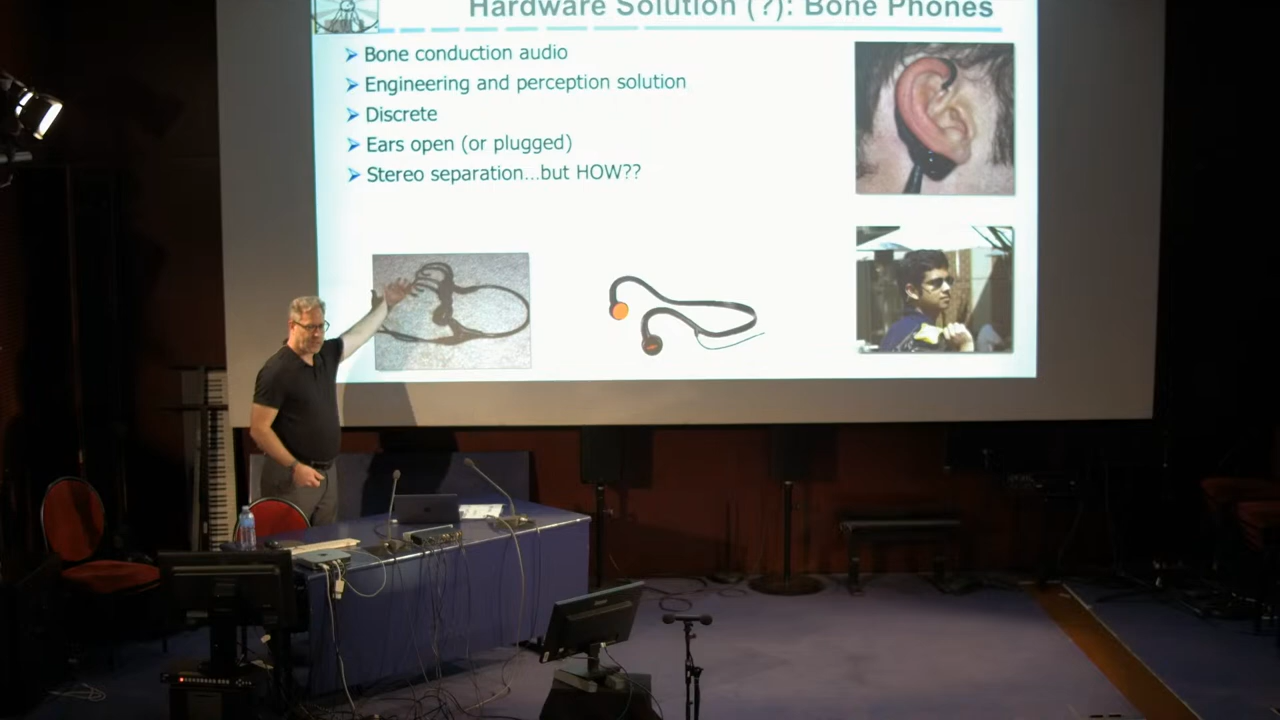 Hardware Solution (?): Bone Phones
Bone conduction audio
Engineering and perception solution
Discrete
Ears open (or plugged)
Stereo separation...but HOW??